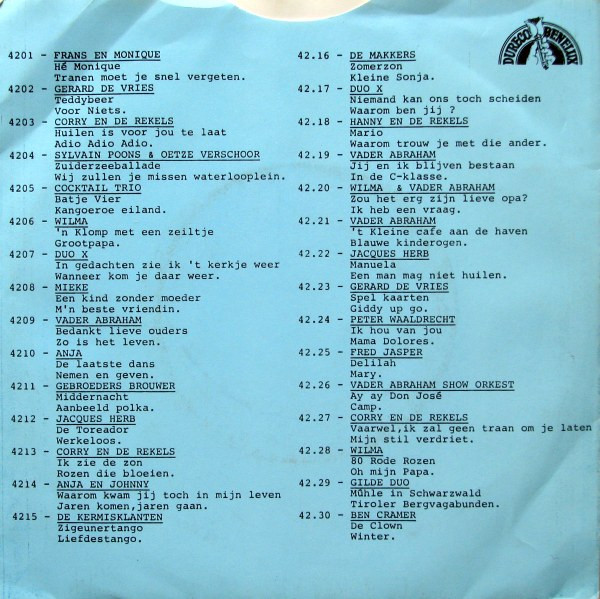 4201 - FRANS EN MONIQUE
Hé Monique
Tranen moet je snel vergeten.
4202 - GERARD DE VRIES
Teddybeer
Voor Niets.
4203 - CORRY EN DE REKELS
Huilen is voor jou te laat
Adio Adio Adio.
4204 - SYLVAIN POONS & OETZE VERSCHOOR
Zuiderzeeballade
Wij zullen je missen waterlooplein.
4205 - COCKTAIL TRIO
Batje Vier
Kangoeroe eiland.
4206 - WILMA
'n Klomp met een zeiltje
Grootpapa.
4207 - DUO X
In gedachten zie ik 't kerkje weer
Wanneer kom je daar weer.
4208 - MIEKE
Een kind zonder moeder
M'n beste vriendin.
4209 - VADER ABRAHAM
Bedankt lieve ouders
Zo is het leven.
4210 - ANJA
De laatste dans
Nemen en geven.
4211 - GEBROEDERS BROUWER
Middernacht
Aanbeeld polka.
4212 - JACQUES HERB
De Toreador
Werkeloos.
4213 - CORRY EN DE REKELS
Ik zie de zon
Rozen die bloeien.
4214 - ANJA EN JOHNNY
Waarom kwam jij toch in mijn leven
Jaren komen,jaren gaan.
4215 - DE KERMISKLANTEN
Zigeunertango
Liefdestango.
DURECO BENELUX
42.16 - DE MAKKERS
Zomerzon
Kleine Sonja.
42.17 - DUO X
Niemand kan ons toch scheiden
Waarom ben jij ?
42.18 - HANNY EN DE REKELS
Mario
Waarom trouw je met die ander.
42.19 - VADER ABRAHAM
Jij en ik blijven bestaan
In de C-klasse.
42.20 - WILMA & VADER ABRAHAM
Zou het erg zijn lieve opa?
Ik heb een vraag.
42.21 - VADER ABRAHAM
't Kleine cafe aan de haven
Blauwe kinderogen.
42.22 - JACQUES HERB
Manuela
Een man mag niet huilen.
42.23 - GERARD DE VRIES
Spel kaarten
Giddy up go.
42.24 - PETER WAALDRECHT
Ik hou van jou
Mama Dolores.
42.25 - FRED JASPER
Delilah
Mary.
42.26 - VADER ABRAHAM SHOW ORKEST
Ay ay Don José
Camp.
42.27 - CORRY EN DE REKELS
Vaarwel,ik zal geen traan om je laten
Mijn stil verdriet.
42.28 - WILMA
80 Rode Rozen
Oh mijn Papa.
42.29 - GILDE DUO
Mühle in Schwarzwald
Tiroler Bergvagabunden.
42.30 - BEN CRAMER
De Clown
Winter.